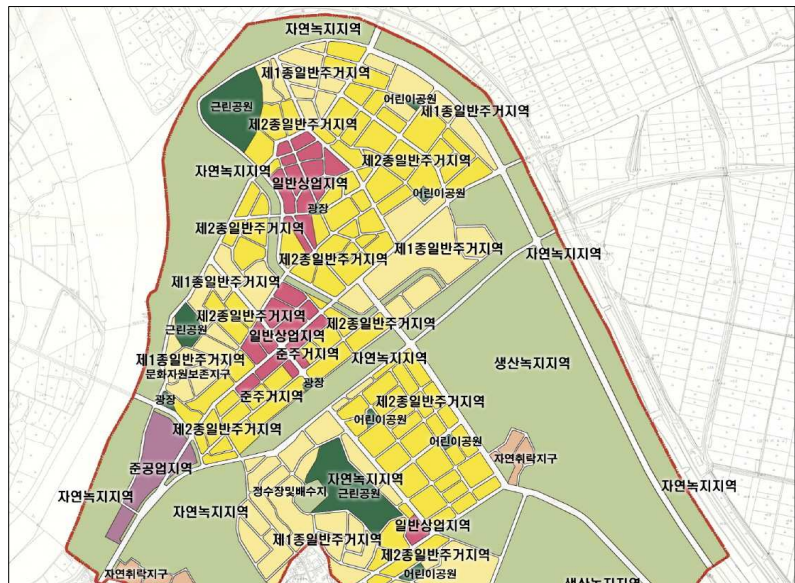 자연녹지지역
제1종일반주거지역
어린이공원
근린공원
제1종일반주거지역
제2종일반주거지역
제2종일반주거지역
자연녹지지역
일반상업지역
어린이공원
광장
제2종일반주거지역
제1종일반주거지역
자연녹지지역
제2종일반주거지역
제1종일반주거지역
제2종일반주거지역
제2종일반주거지역
근린공원
일반상업지역
준주거지역
자연녹지지역
제1종일반주거지역
생산녹지지역
문화자원보존지구
광장
준주거지역
광장
제2종일반주거지역
어린이공원
제2종일반주거지역
어린이공원
자연취락지구
준공업지역
자연녹지지역
자연녹지지역
정수장및배수지
근린공원
자연녹지지역
자연녹지지역
일반상업지역
제1종일반주거지역
제2종일반주거지역
자연취락지구
어린이공원
생산녹지지역